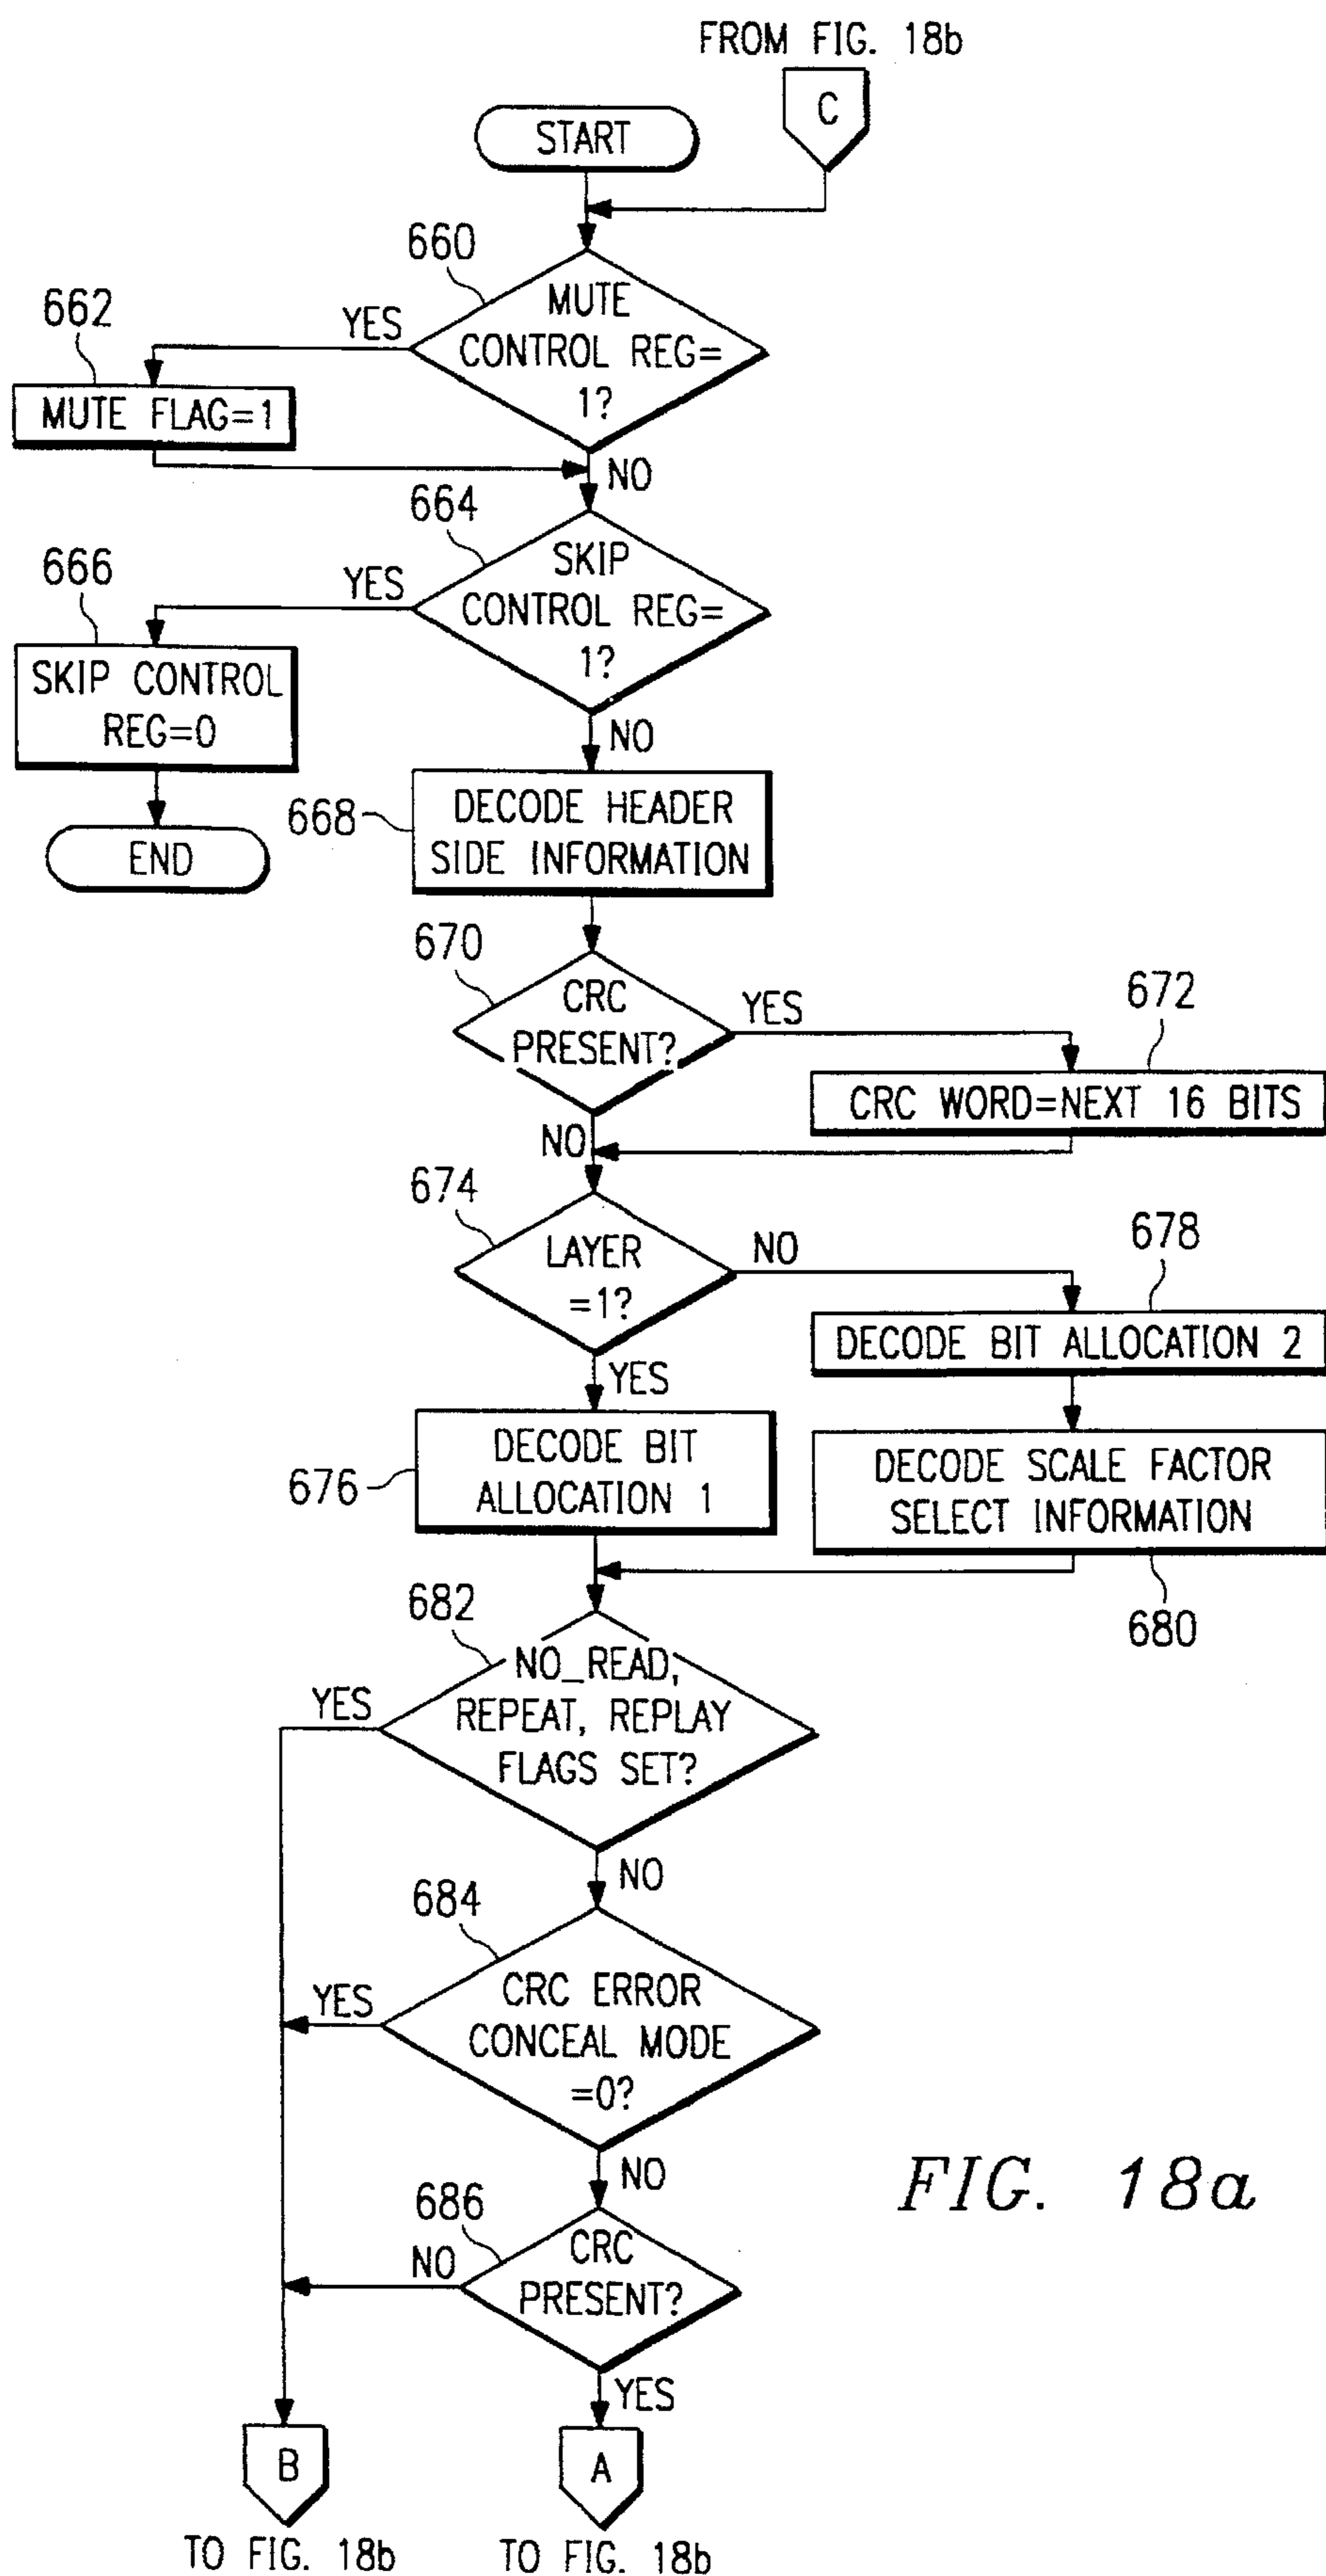 FROM FIG. 18b
C
START
660
MUTE
CONTROL REG=
1?
YES
662
MUTE FLAG=1
NO
664
SKIP
CONTROL REG=
1?
YES
666
SKIP CONTROL
REG=0
END
NO
668
DECODE HEADER
SIDE INFORMATION
670
CRC
PRESENT?
YES
672
CRC WORD=NEXT 16 BITS
NO
674
LAYER
=1?
NO
678
DECODE BIT ALLOCATION 2
YES
676
DECODE BIT
ALLOCATION 1
DECODE SCALE FACTOR
SELECT INFORMATION
680
682
NO_READ,
REPEAT, REPLAY
FLAGS SET?
YES
NO
684
CRC ERROR
CONCEAL MODE
=0?
YES
NO
686
CRC
PRESENT?
NO
YES
B
A
TO FIG. 18b
TO FIG. 18b
FIG. 18a